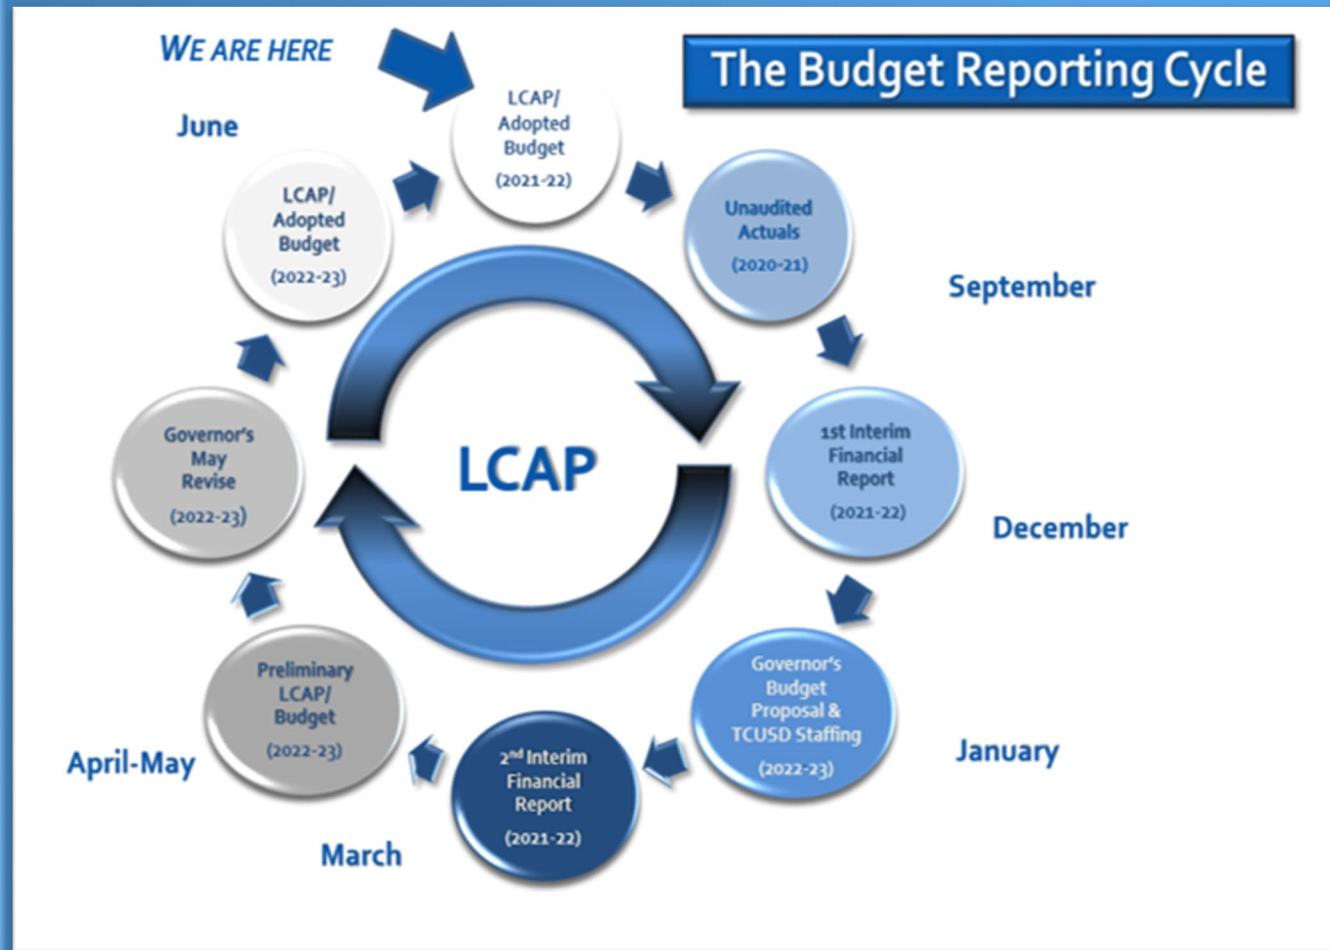 WE ARE HERE
The Budget Reporting Cycle
June
LCAP/
Adopted
Budget
(2021-22)
Unaudited
Actuals
(2020-21)
September
1st Interim
Financial
Report
(2021-22)
December
Governor's
Budget
Proposal &
TCUSD Staffing
(2022-23)
January
2nd Interim
Financial
Report
(2021-22)
March
Preliminary
LCAP/
Budget
(2022-23)
April-May
Governor's
May
Revise
(2022-23)
LCAP/
Adopted
Budget
(2022-23)
LCAP